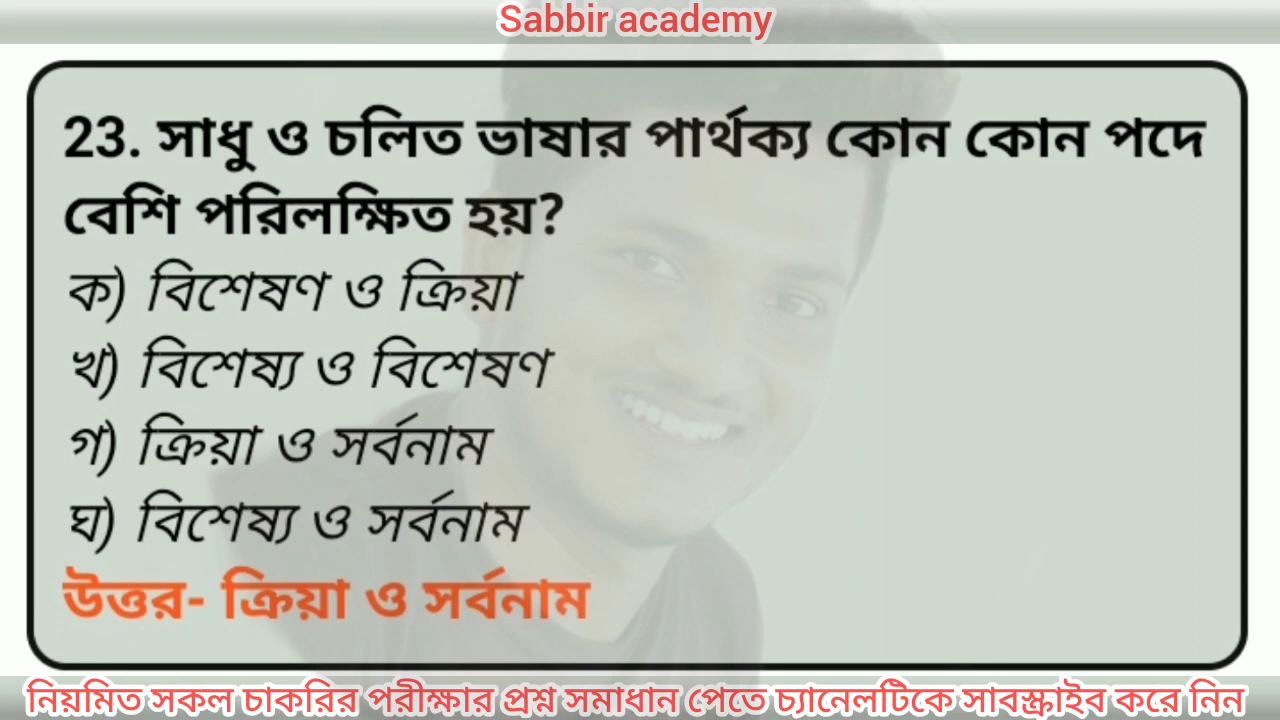 Sabbir academy
23. সাধু ও চলিত ভাষার পার্থক্য কোন কোন পদে
বেশি পরিলক্ষিত হয়?
ক) বিশেষণ ও ক্রিয়া
খ) বিশেষ্য ও বিশেষণ
গ) ক্রিয়া ও সর্বনাম
ঘ) বিশেষ্য ও সর্বনাম
উত্তর- ক্রিয়া ও সর্বনাম
নিয়মিত সকল চাকরির পরীক্ষার প্রশ্ন সমাধান পেতে চ্যানেলটিকে সাবস্ক্রাইব করে নিন